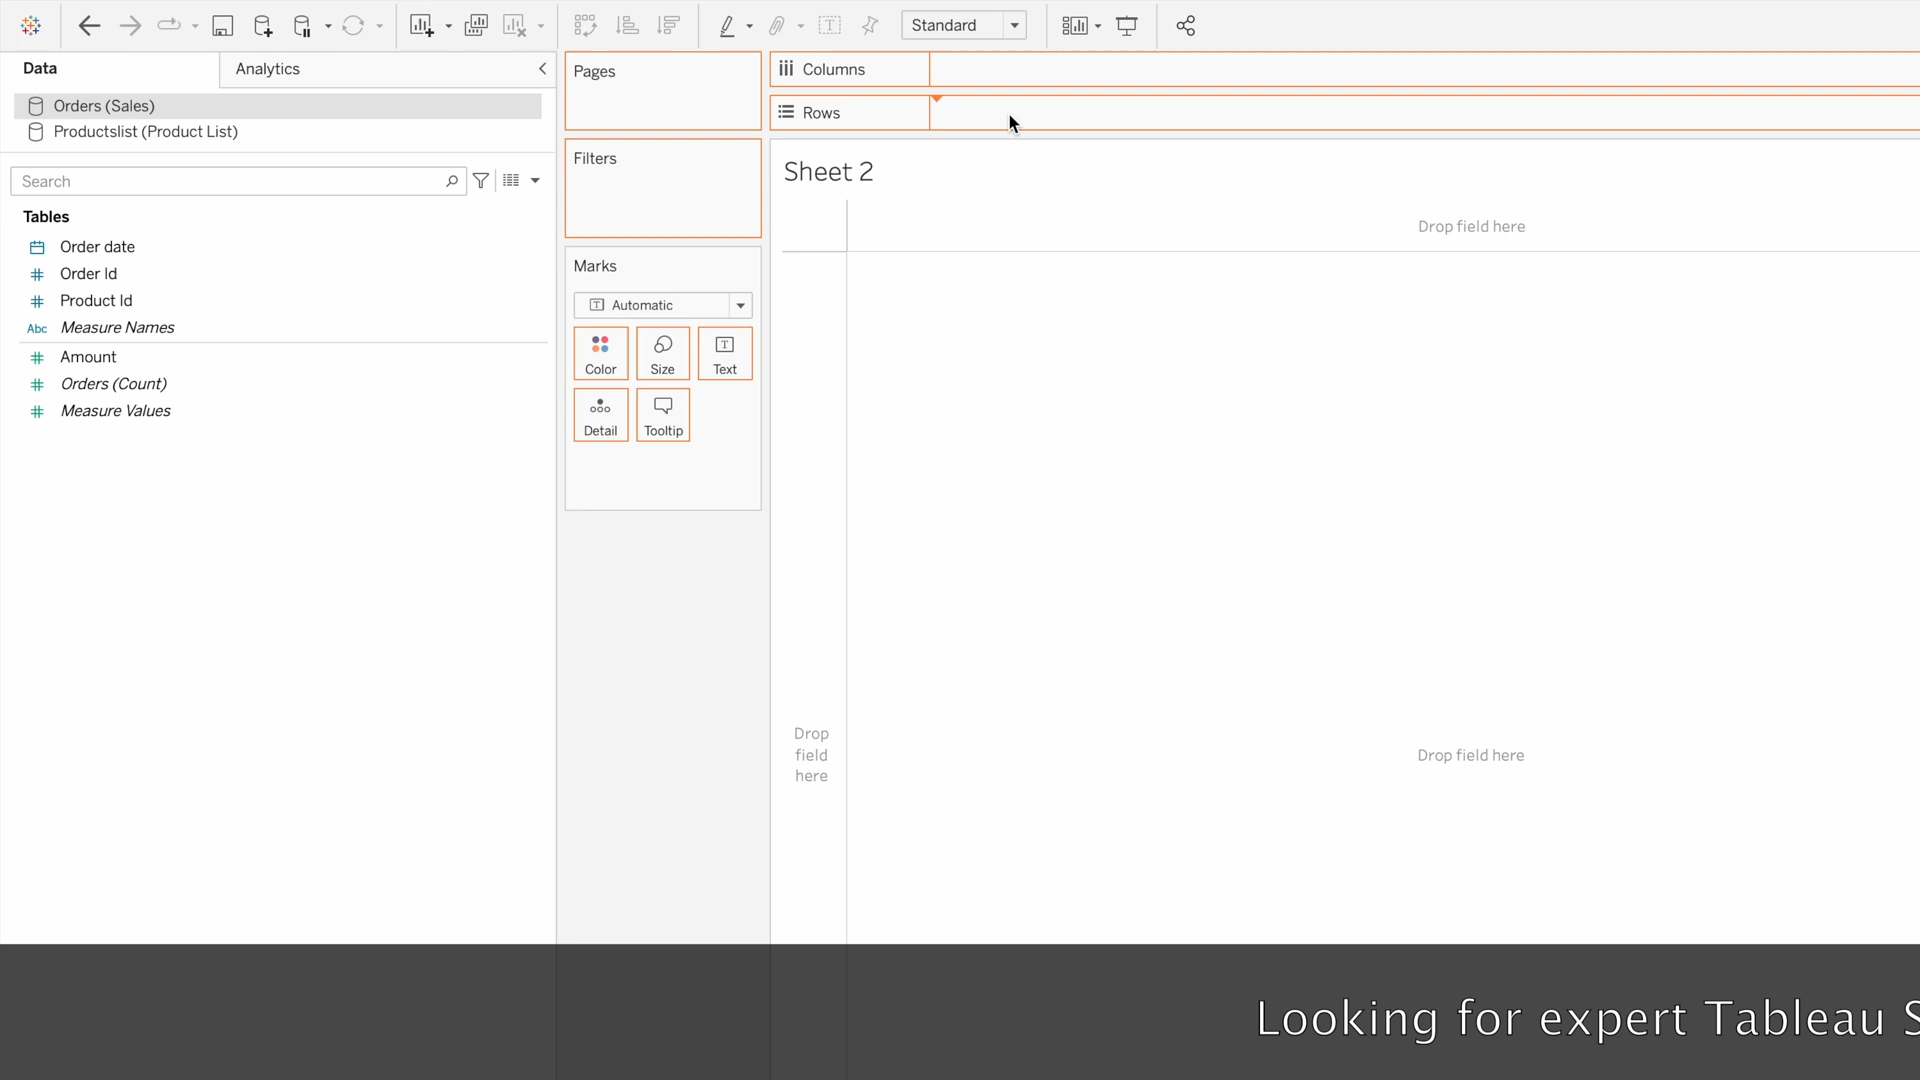 Standard
Data
Analytics
Orders (Sales)
Productslist (Product List)
Search
Tables
Order date
Order Id
Product Id
Abc Measure Names
Amount
Orders (Count)
Measure Values
Pages
Filters
Marks
T Automatic
Color
Size
T
Text
Detail
Tooltip
Columns
Rows
Sheet 2
Drop field here
Drop
field
here
Drop field here
Looking for expert Tableau S